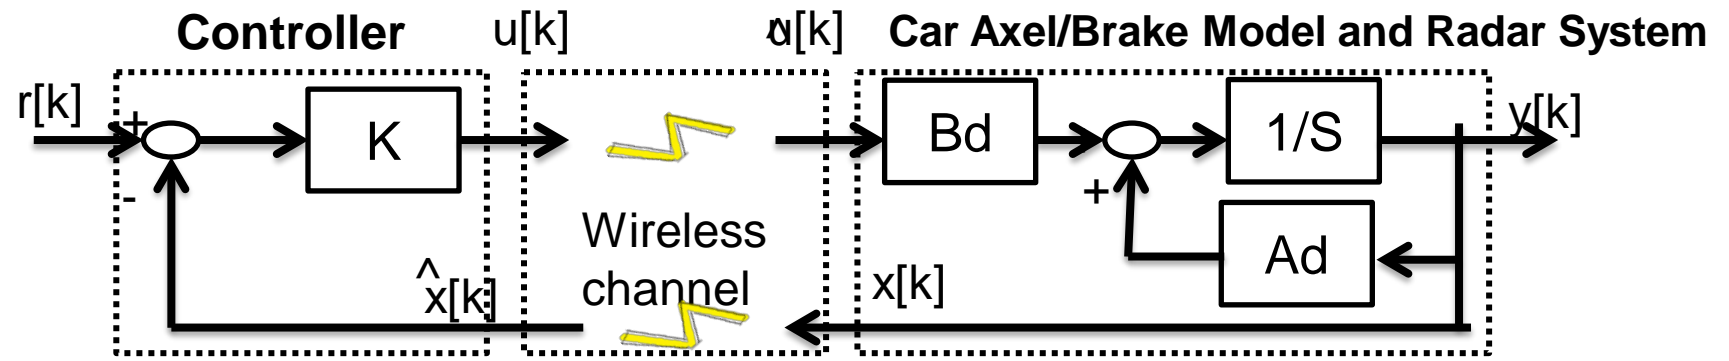 Controller
u[k]
û[k]
Car Axel/Brake Model and Radar System
r[k]
+
-
K
Bd
1/S
y[k]
+
Ad
Wireless
channel
x̂[k]
x[k]